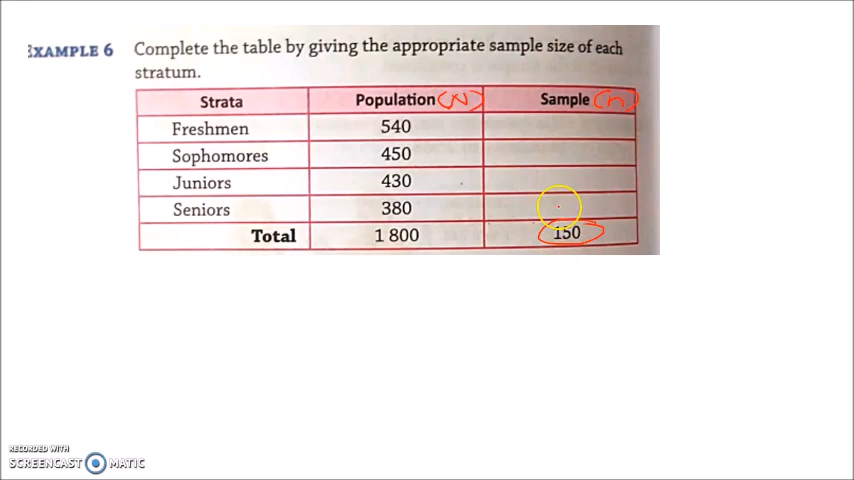 EXAMPLE 6 Complete the table by giving the appropriate sample size of each
stratum.
Strata Population (N) Sample (n)
Freshmen 540
Sophomores 450
Juniors 430
Seniors 380
Total 1 800 150
RECORDED WITH
SCREENCAST MATIC